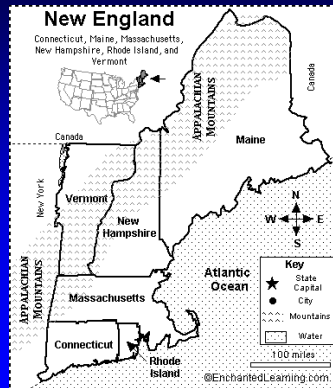 New England
Connecticut, Maine, Massachusetts,
New Hampshire, Rhode Island, and
Vermont
Canada
APPALACHIAN
MOUNTAINS
Maine
Canada
New York
Vermont
New
Hampshire
N
W E
S
APPALACHIAN
MOUNTAINS
Atlantic
Ocean
Massachusetts
Connecticut
Rhode
Island
Key
State
Capital
City
Mountains
Water
100 miles
©EnchantedLearning.com